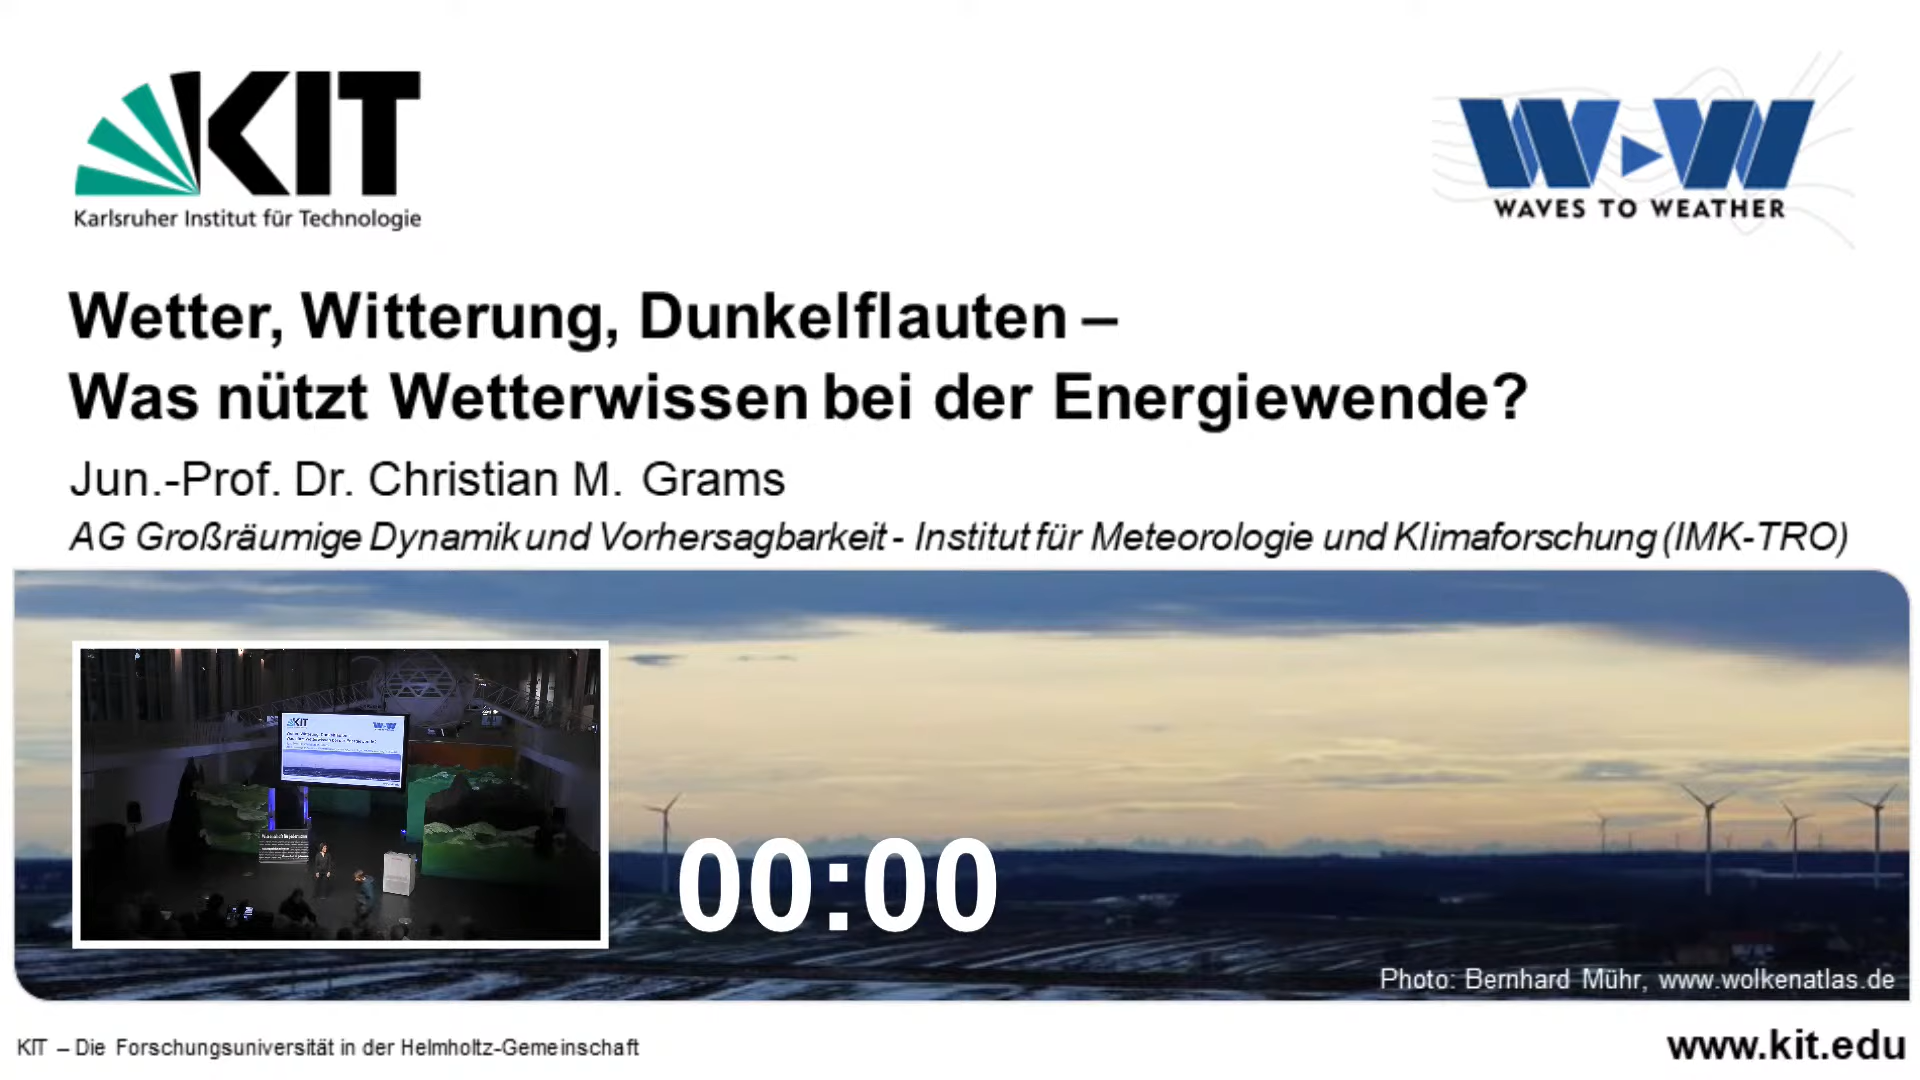 KIT
Karlsruher Institut für Technologie
W W
WAVES TO WEATHER
Wetter, Witterung, Dunkelflauten –
Was nützt Wetterwissen bei der Energiewende?
Jun.-Prof. Dr. Christian M. Grams
AG Großräumige Dynamik und Vorhersagbarkeit - Institut für Meteorologie und Klimaforschung (IMK-TRO)
KIT
00:00
Photo: Bernhard Mühr, www.wolkenatlas.de
KIT – Die Forschungsuniversität in der Helmholtz-Gemeinschaft
www.kit.edu